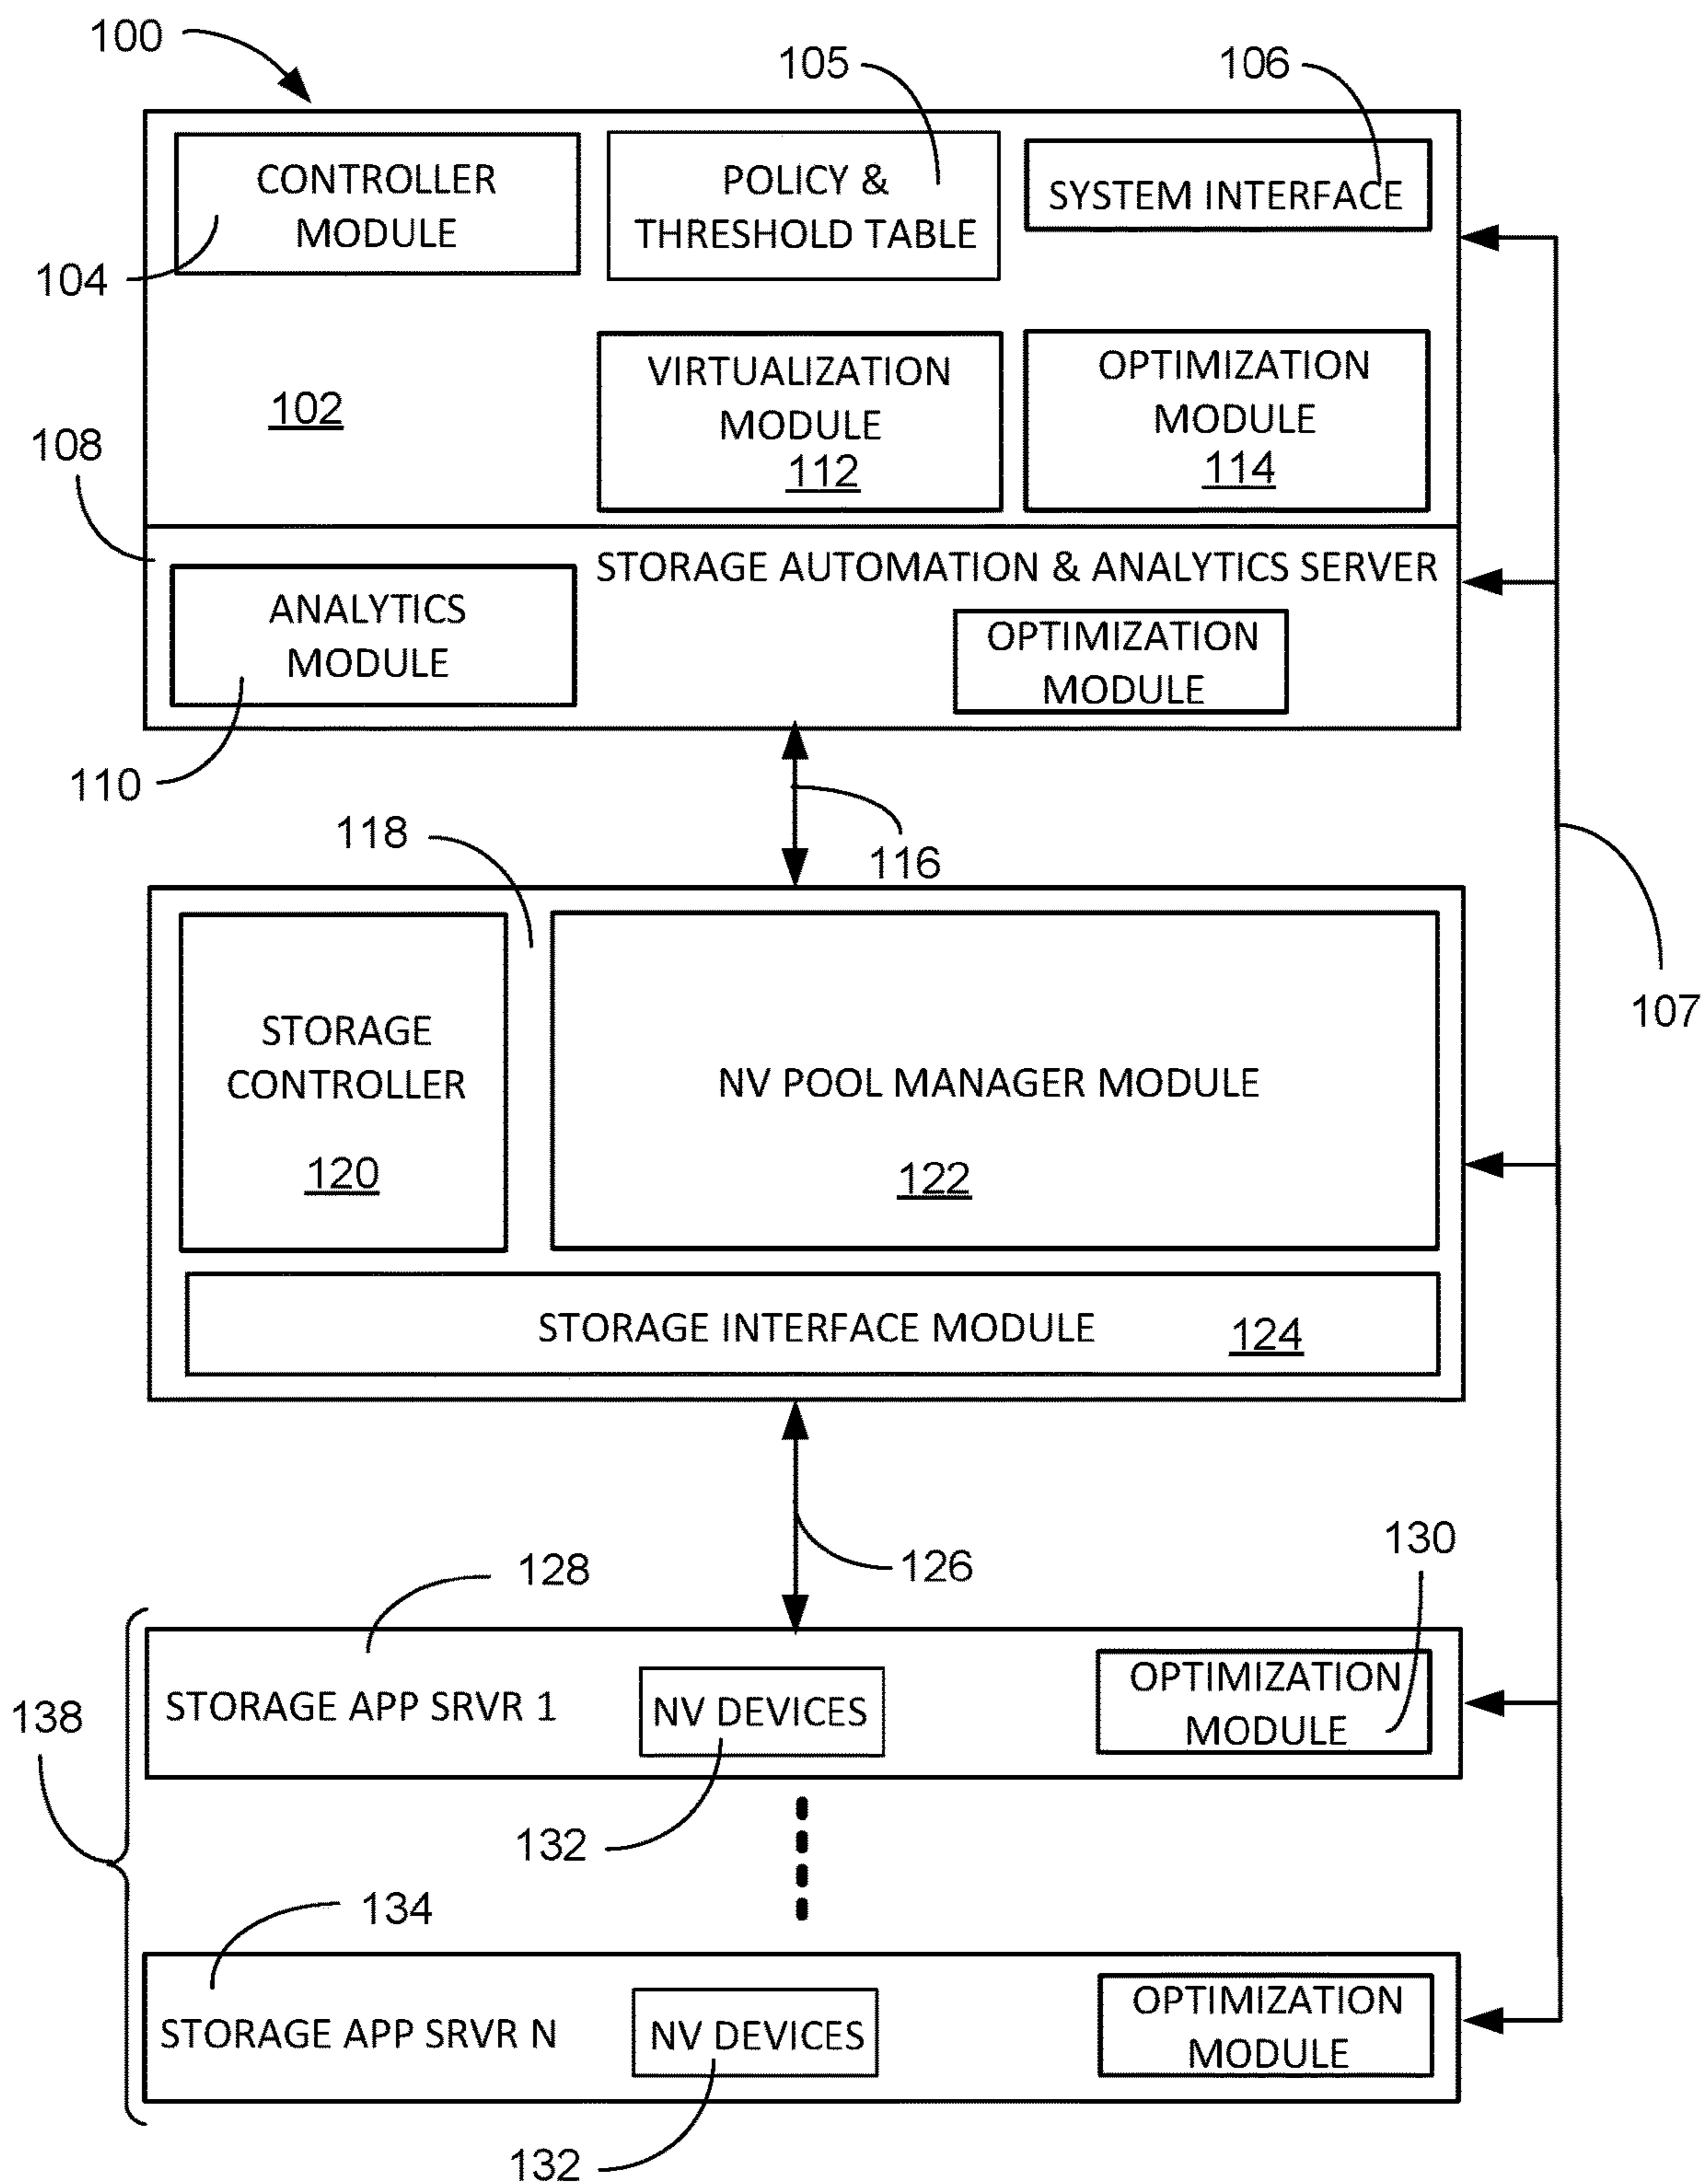 100
105
106
CONTROLLER
MODULE
POLICY &
THRESHOLD TABLE
SYSTEM INTERFACE
104
102
VIRTUALIZATION
MODULE
112
OPTIMIZATION
MODULE
114
108
STORAGE AUTOMATION & ANALYTICS SERVER
ANALYTICS
MODULE
OPTIMIZATION
MODULE
110
116
118
107
STORAGE
CONTROLLER
120
NV POOL MANAGER MODULE
122
STORAGE INTERFACE MODULE 124
126
128
130
138
STORAGE APP SRVR 1
NV DEVICES
OPTIMIZATION
MODULE
132
134
STORAGE APP SRVR N
NV DEVICES
OPTIMIZATION
MODULE
132